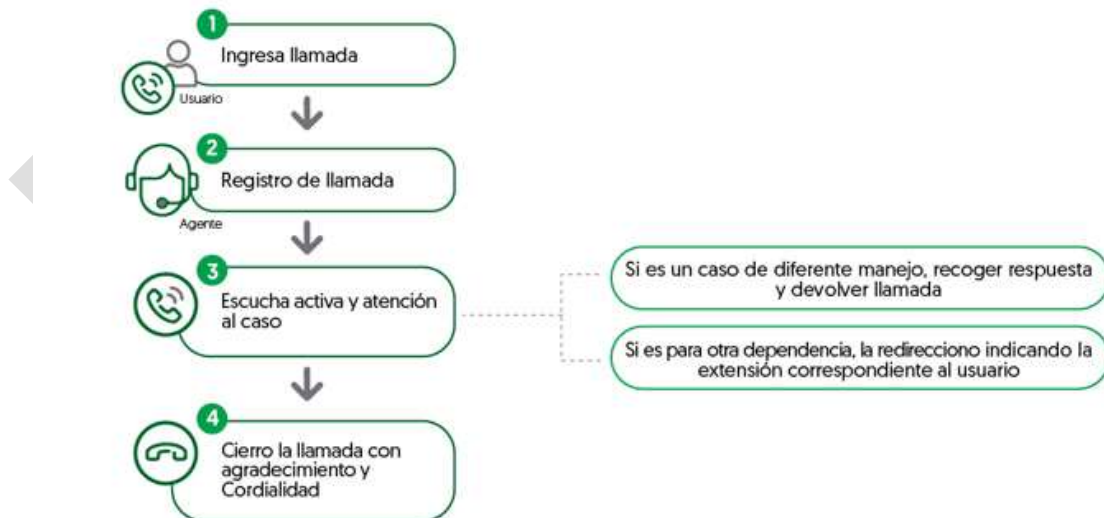 1
Ingresa llamada
Usuario
2
Registro de llamada
Agente
3
Escucha activa y atención
al caso
Si es un caso de diferente manejo, recoger respuesta
y devolver llamada
Si es para otra dependencia, la redirecciono indicando la
extensión correspondiente al usuario
4
Cierro la llamada con
agradecimiento y
Cordialidad